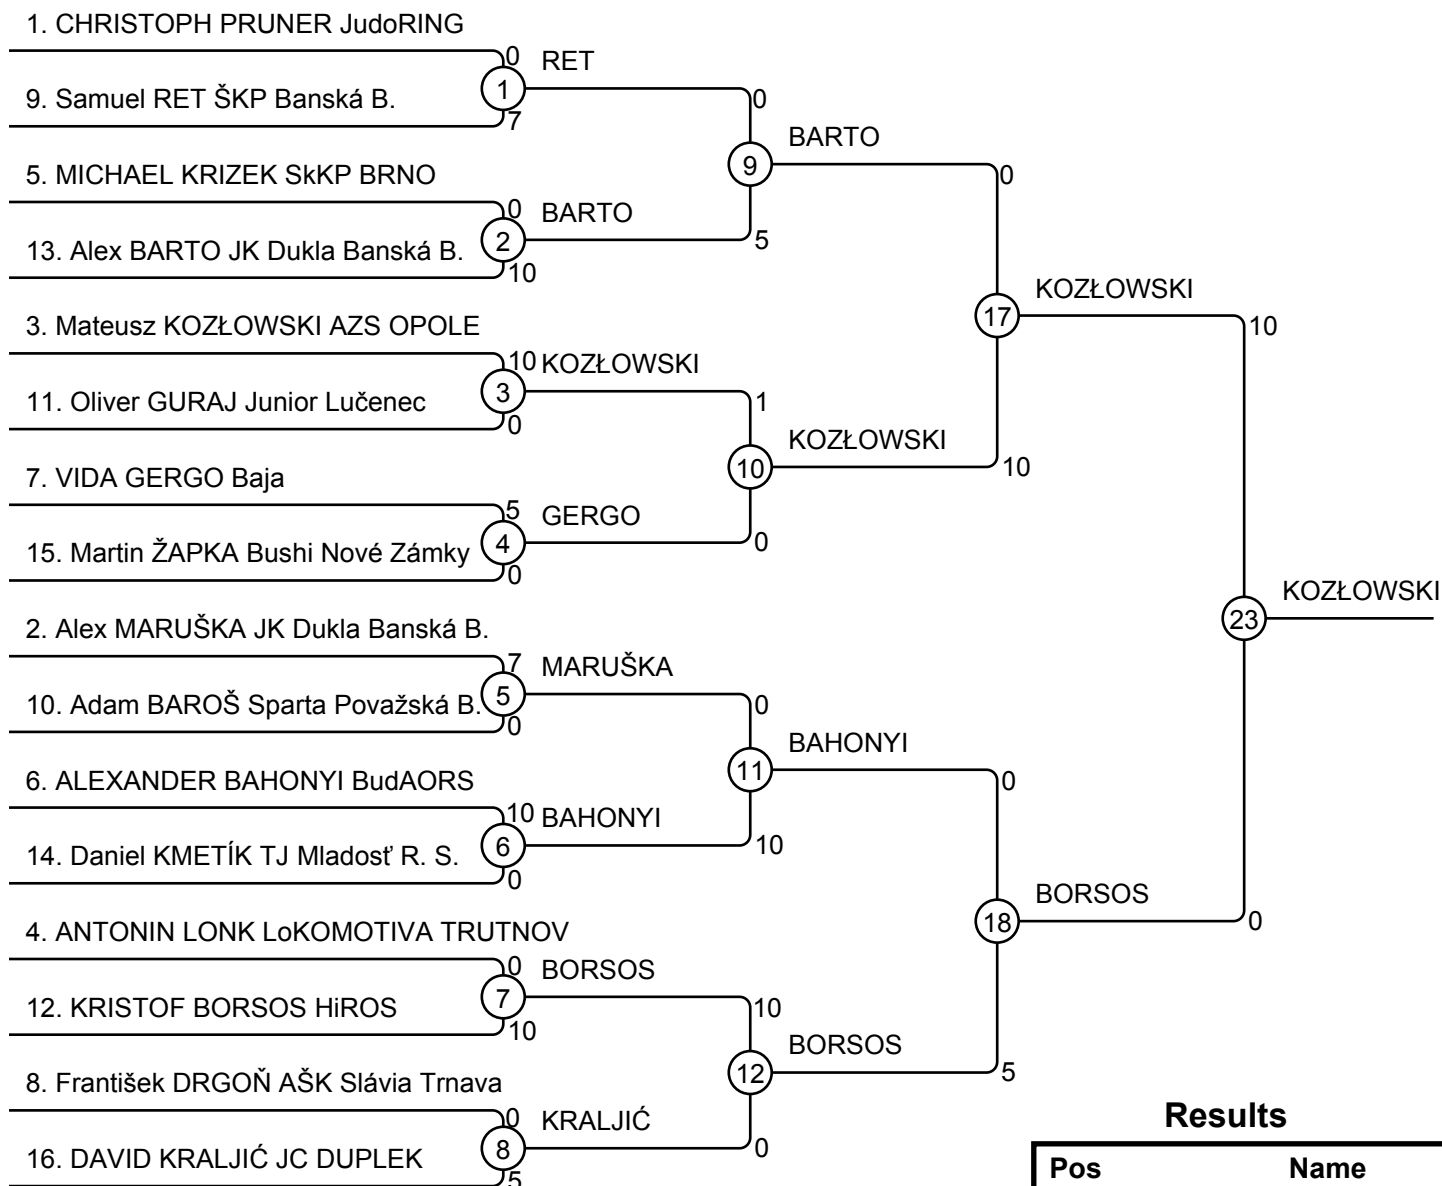 1. CHRISTOPH PRUNER JudoRING
0
RET
1
9. Samuel RET ŠKP Banská B.
7
0
BARTO
9
5. MICHAEL KRIZEK SkKP BRNO
0
0
BARTO
2
5
13. Alex BARTO JK Dukla Banská B.
10
KOZŁOWSKI
17
10
3. Mateusz KOZŁOWSKI AZS OPOLE
10
KOZŁOWSKI
3
11. Oliver GURAJ Junior Lučenec
0
1
KOZŁOWSKI
10
10
7. VIDA GERGO Baja
5
GERGO
4
0
15. Martin ŽAPKA Bushi Nové Zámky
0
KOZŁOWSKI
23
2. Alex MARUŠKA JK Dukla Banská B.
7
MARUŠKA
5
10. Adam BAROŠ Sparta Považská B.
0
0
BAHONYI
11
6. ALEXANDER BAHONYI BudAORS
0
10
BAHONYI
6
10
14. Daniel KMETÍK TJ Mladosť R. S.
0
BORSOS
18
0
4. ANTONIN LONK LoKOMOTIVA TRUTNOV
0
BORSOS
7
12. KRISTOF BORSOS HiROS
10
10
BORSOS
12
5
8. František DRGOŇ AŠK Slávia Trnava
0
KRALJIĆ
8
0
16. DAVID KRALJIĆ JC DUPLEK
5
Results
Pos Name